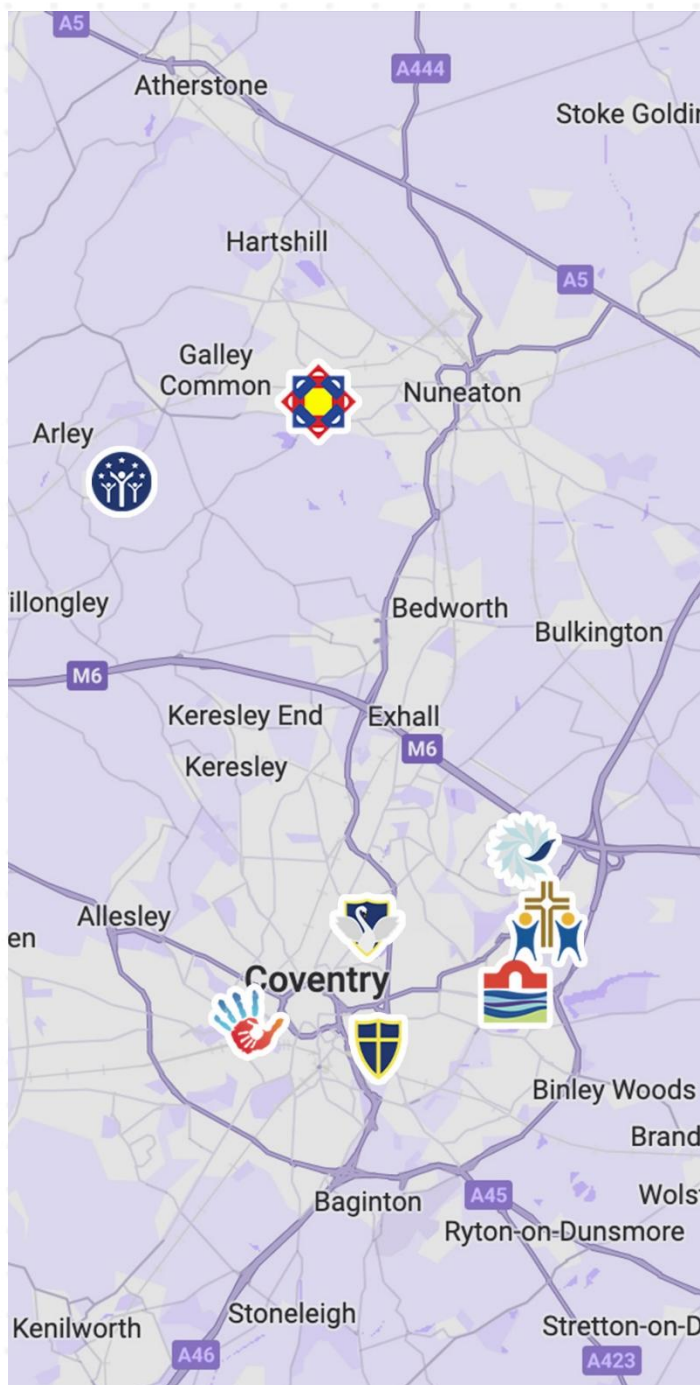 A5
A444
Atherstone
Stoke Goldin
Hartshill
A5
Galley
Common
Nuneaton
Arley
illongley
Bedworth
Bulkington
M6
Keresley End
Exhall
M6
Keresley
Allesley
en
Coventry
Binley Woods
Brand
A45
Wols
Baginton
Ryton-on-Dunsmore
Stoneleigh
Kenilworth
Stretton-on-D
A46
A423